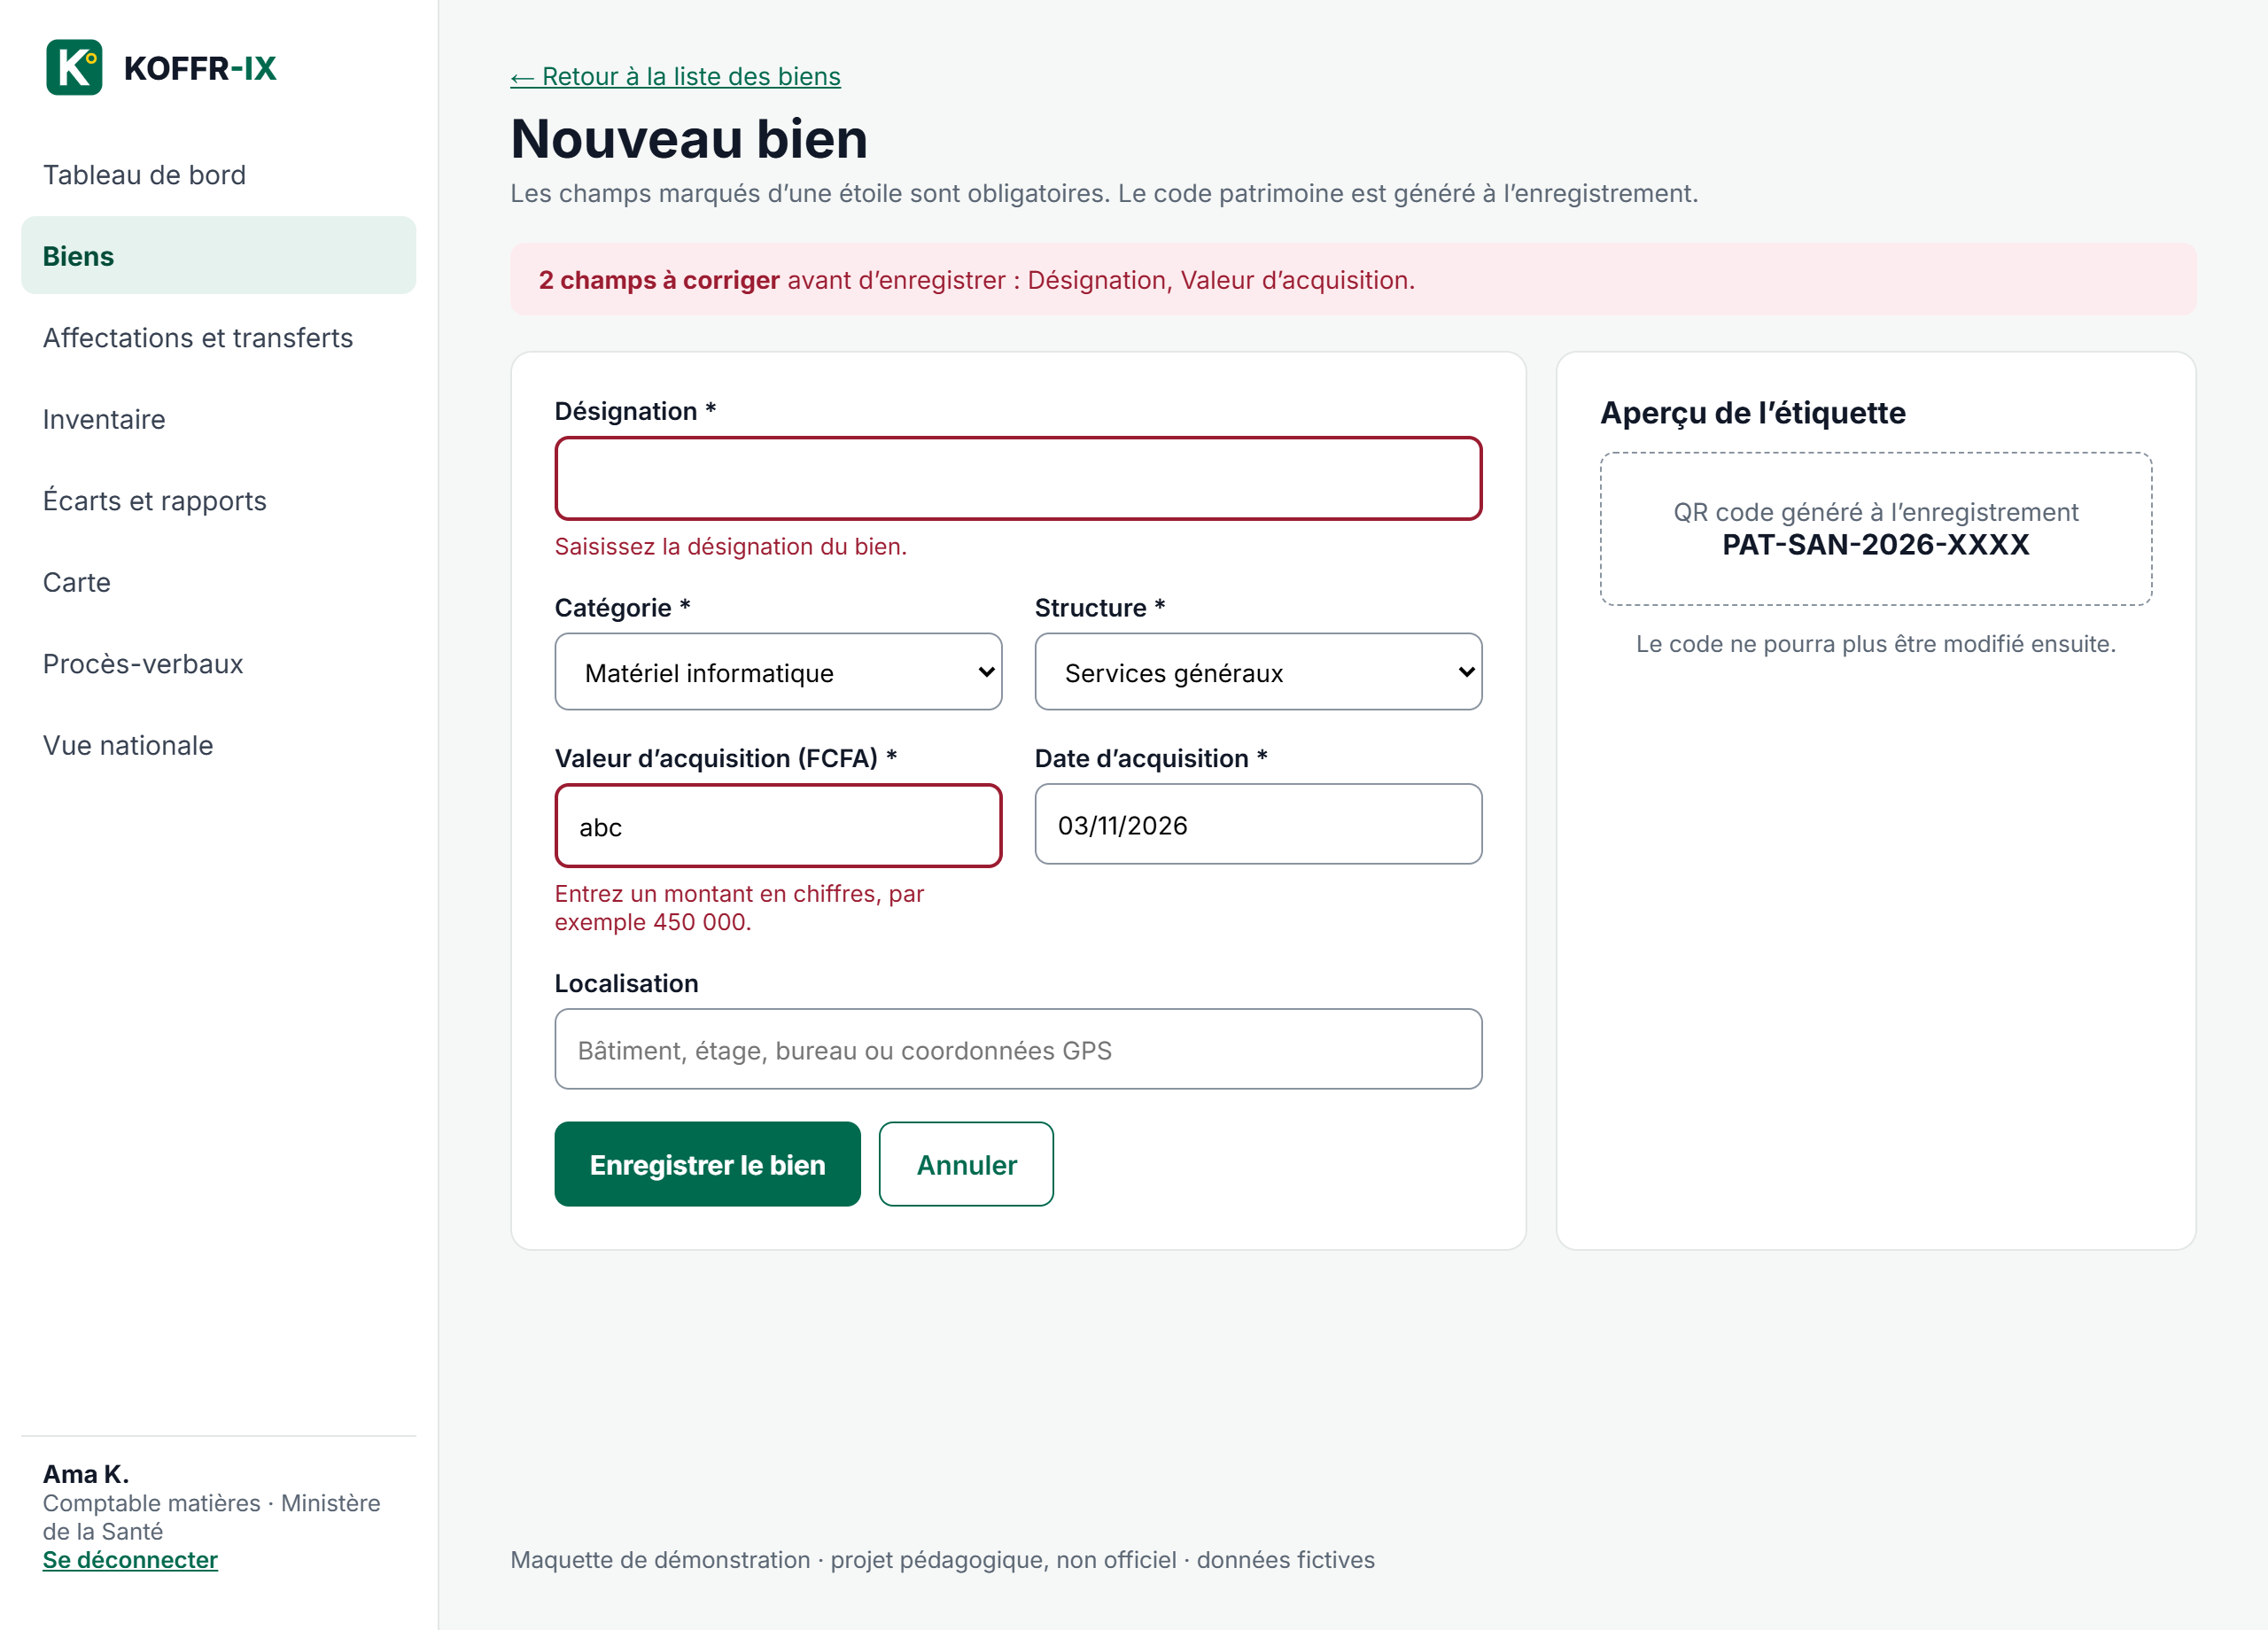 KOFFR-IX
Tableau de bord
Biens
Affectations et transferts
Inventaire
Écarts et rapports
Carte
Procès-verbaux
Vue nationale
Ama K.
Comptable matières · Ministère
de la Santé
Se déconnecter
← Retour à la liste des biens
Nouveau bien
Les champs marqués d’une étoile sont obligatoires. Le code patrimoine est généré à l’enregistrement.
2 champs à corriger avant d’enregistrer : Désignation, Valeur d’acquisition.
Désignation *
Saisissez la désignation du bien.
Catégorie *
Matériel informatique
Structure *
Services généraux
Valeur d’acquisition (FCFA) *
abc
Entrez un montant en chiffres, par
exemple 450 000.
Date d’acquisition *
03/11/2026
Localisation
Bâtiment, étage, bureau ou coordonnées GPS
Enregistrer le bien
Annuler
Aperçu de l’étiquette
QR code généré à l’enregistrement
PAT-SAN-2026-XXXX
Le code ne pourra plus être modifié ensuite.
Maquette de démonstration · projet pédagogique, non officiel · données fictives